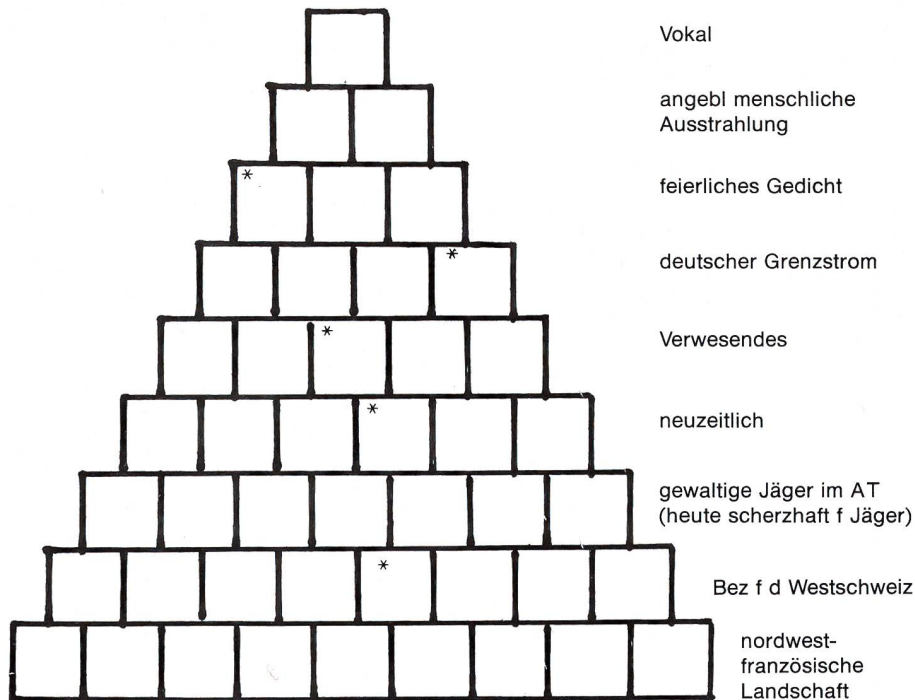 Vokal
angebl menschliche
Ausstrahlung
*
feierliches Gedicht
*
deutscher Grenzstrom
*
Verwesendes
*
neuzeitlich
gewaltige Jäger im AT
(heute scherzhaft f Jäger)
*
Bez f d Westschweiz
nordwest-
französische
Landschaft